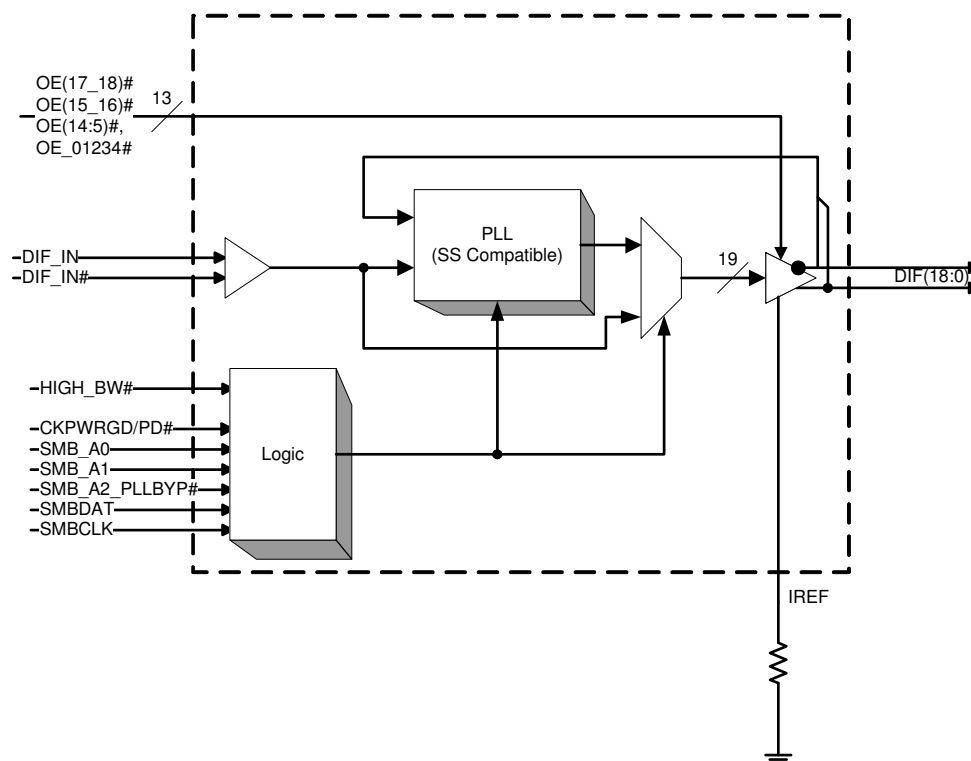 OE(17_18)#
OE(15_16)#
OE(14:5)#,
OE_01234#
13
PLL
(SS Compatible)
DIF_IN
DIF_IN#
19
DIF(18:0)
HIGH_BW#
CKPWRGD/PD#
SMB_A0
SMB_A1
SMB_A2_PLLBYP#
SMBDAT
SMBCLK
Logic
IREF